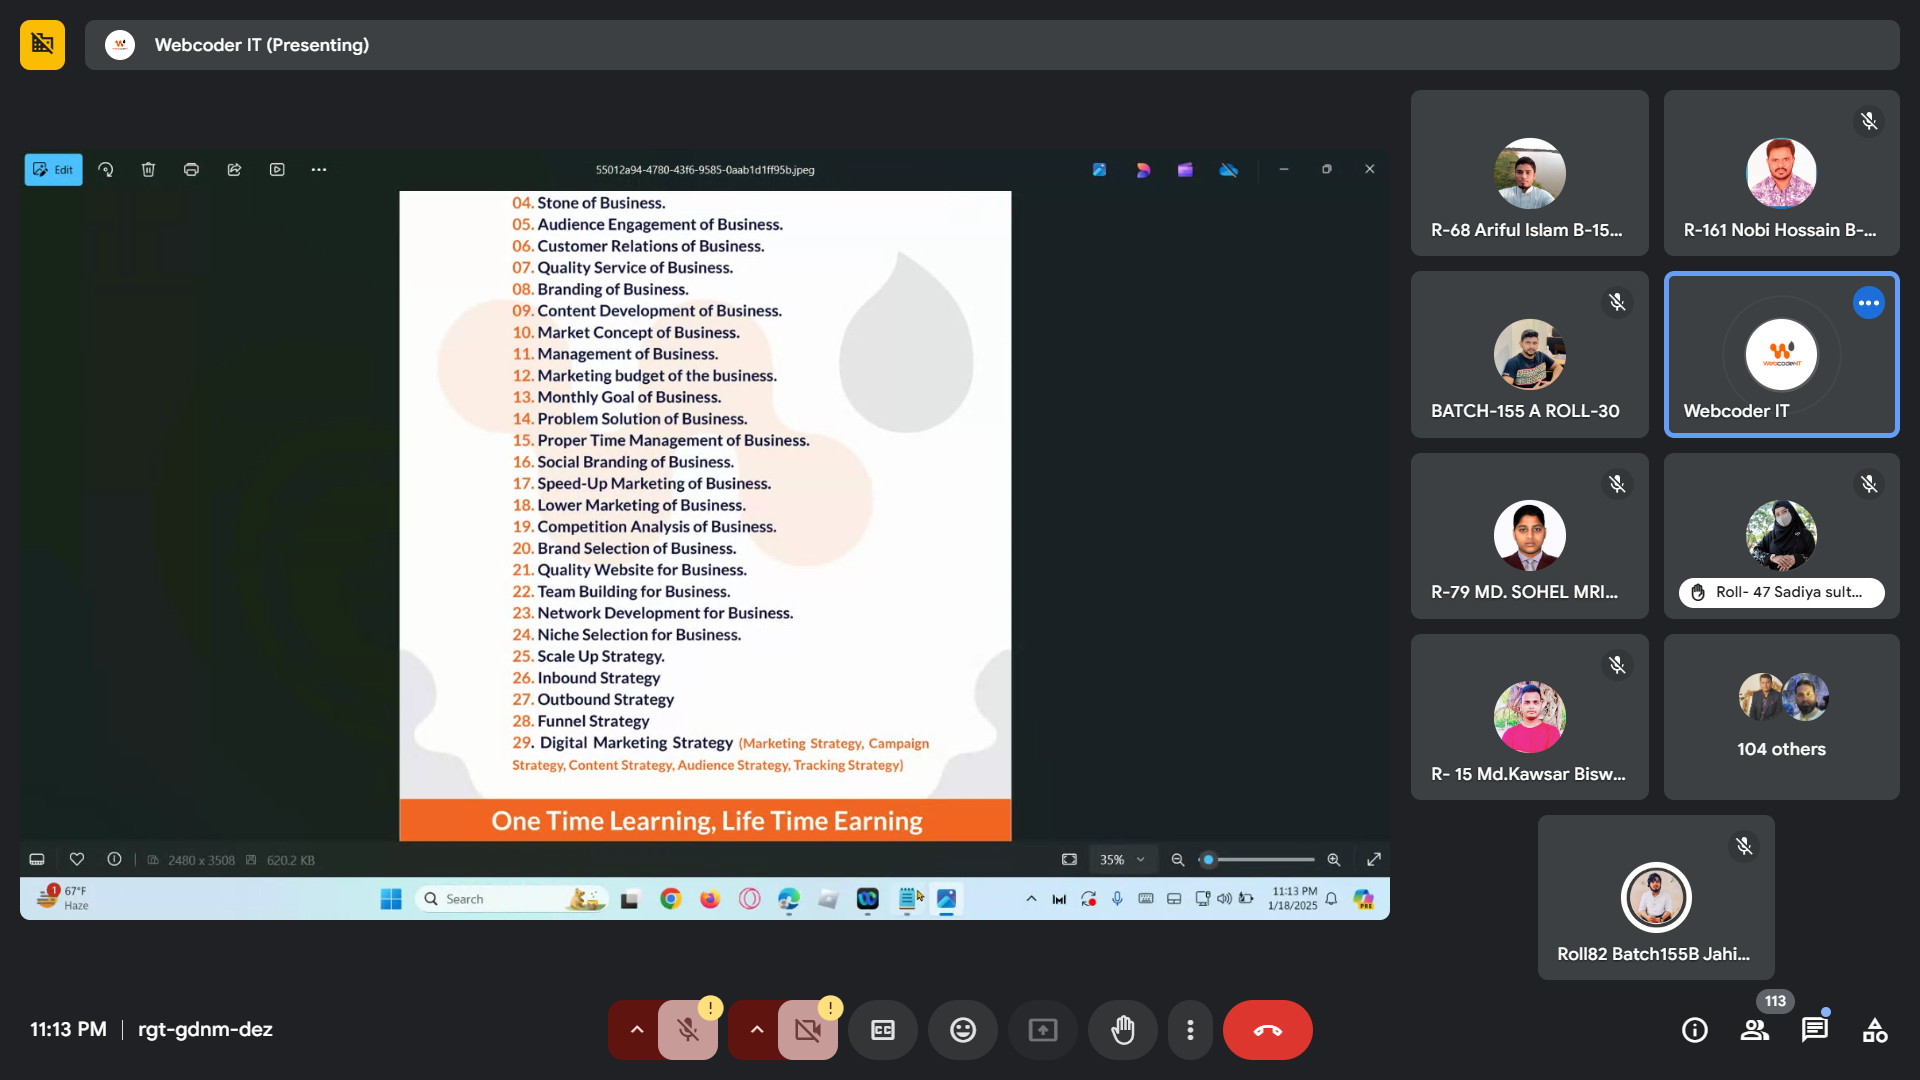 Webcoder IT (Presenting)
Edit
55012a94-4780-43f6-9585-0aab1d1ff95b.jpeg
04. Stone of Business.
05. Audience Engagement of Business.
06. Customer Relations of Business.
07. Quality Service of Business.
08. Branding of Business.
09. Content Development of Business.
10. Market Concept of Business.
11. Management of Business.
12. Marketing budget of the business.
13. Monthly Goal of Business.
14. Problem Solution of Business.
15. Proper Time Management of Business.
16. Social Branding of Business.
17. Speed-Up Marketing of Business.
18. Lower Marketing of Business.
19. Competition Analysis of Business.
20. Brand Selection of Business.
21. Quality Website for Business.
22. Team Building for Business.
23. Network Development for Business.
24. Niche Selection for Business.
25. Scale Up Strategy.
26. Inbound Strategy
27. Outbound Strategy
28. Funnel Strategy
29. Digital Marketing Strategy (Marketing Strategy, Campaign
Strategy, Content Strategy, Audience Strategy, Tracking Strategy)
One Time Learning, Life Time Earning
2480 x 3508 620.2 KB
35%
1
67°F
Haze
Search
11:13 PM
1/18/2025
PRE
R-68 Ariful Islam B-15...
R-161 Nobi Hossain B-...
BATCH-155 A ROLL-30
WebcoderIT
Webcoder IT
R-79 MD. SOHEL MRI...
Roll- 47 Sadiya sult...
R- 15 Md.Kawsar Bisw...
104 others
Roll82 Batch155B Jahi...
11:13 PM | rgt-gdnm-dez
113